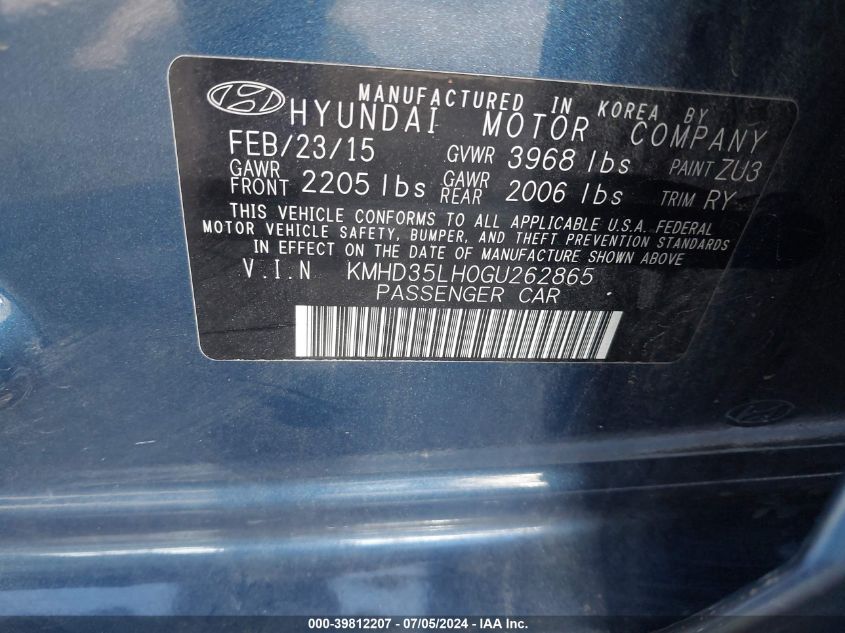 MANUFACTURED IN KOREA BY
HYUNDAI MOTOR COMPANY
FEB/23/15 GVWR 3968 lbs PAINT ZU3
GAWR FRONT 2205 lbs GAWR REAR 2006 lbs TRIM RY
THIS VEHICLE CONFORMS TO ALL APPLICABLE U.S.A. FEDERAL
MOTOR VEHICLE SAFETY, BUMPER, AND THEFT PREVENTION STANDARDS
IN EFFECT ON THE DATE OF MANUFACTURE SHOWN ABOVE
V.I.N KMHD35LH0GU262865
PASSENGER CAR
000-39812207 - 07/05/2024 - IAAI - Copyright IAA, Inc.